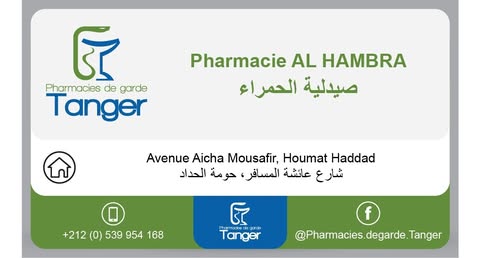 Pharmacies de garde
Tanger
Pharmacie AL HAMBRA
صيدلية الحمراء
Avenue Aicha Mousafir, Houmat Haddad
شارع عائشة المسافر، حومة الحداد
+212 (0) 539 954 168
Pharmacies de garde
Tanger
@Pharmacies.degarde.Tanger